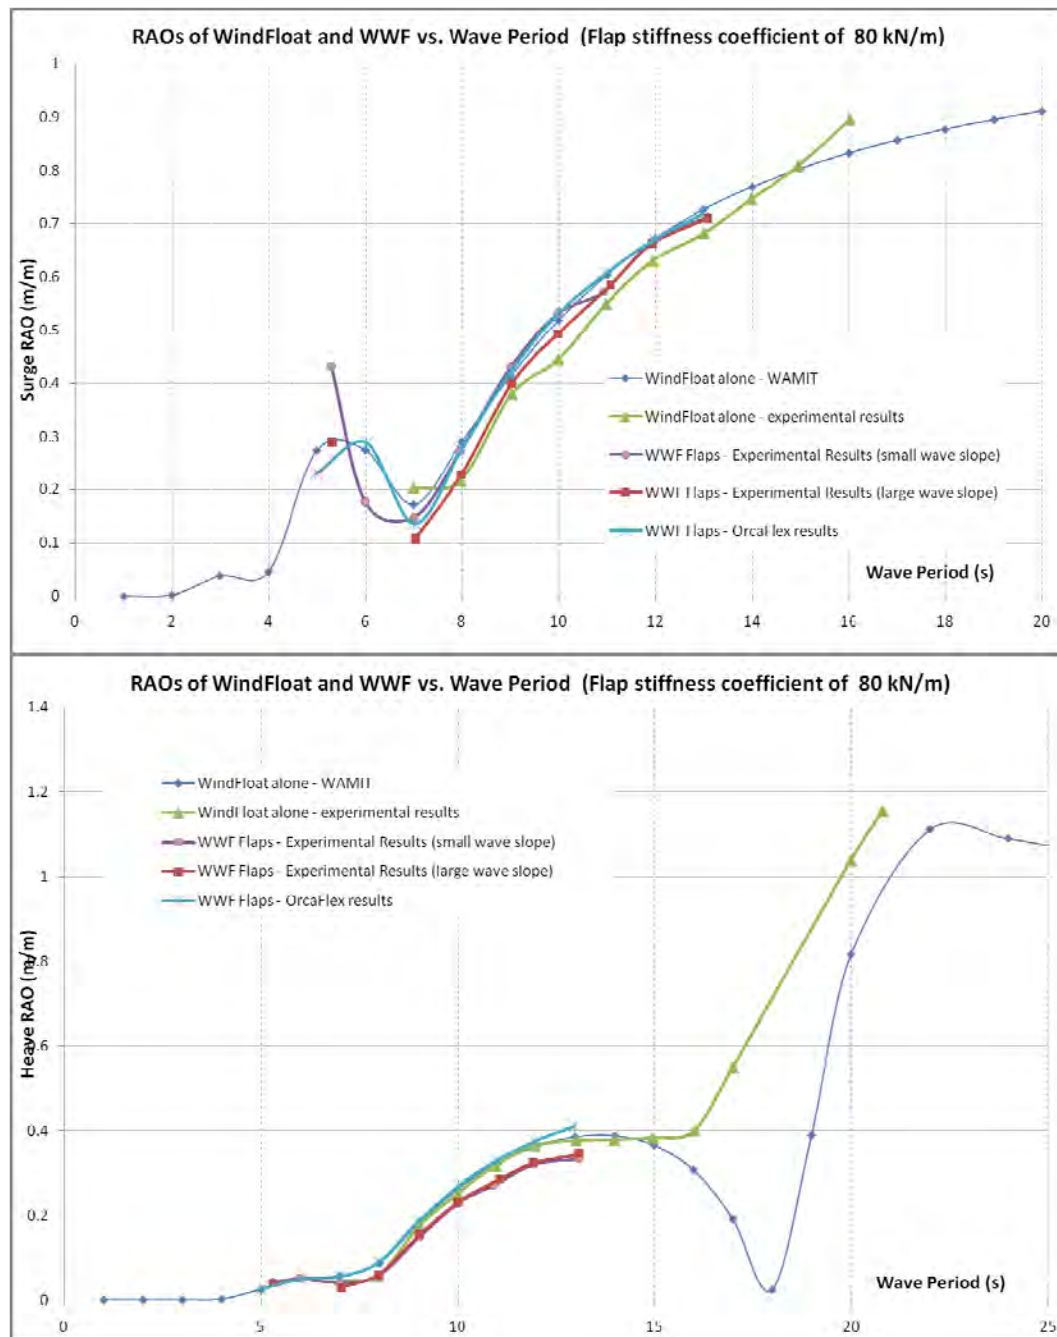 RAOs of WindFloat and WWF vs. Wave Period (Flap stiffness coefficient of 80 kN/m)
1
0.9
0.8
0.7
0.6
0.5
0.4
0.3
0.2
0.1
0
Surge RAO (m/m)
WindFloat alone - WAMIT
WindFloat alone - experimental results
WWF Flaps - Experimental Results (small wave slope)
WWF Flaps - Experimental Results (large wave slope)
WWF Flaps - OrcaFlex results
Wave Period (s)
0 2 4 6 8 10 12 14 16 18 20
RAOs of WindFloat and WWF vs. Wave Period (Flap stiffness coefficient of 80 kN/m)
1.4
1.2
1
0.8
0.6
0.4
0.2
0
Heave RAO (m/m)
WindFloat alone - WAMIT
WindFloat alone - experimental results
WWF Flaps - Experimental Results (small wave slope)
WWF Flaps - Experimental Results (large wave slope)
WWF Flaps - OrcaFlex results
Wave Period (s)
0 5 10 15 20 25